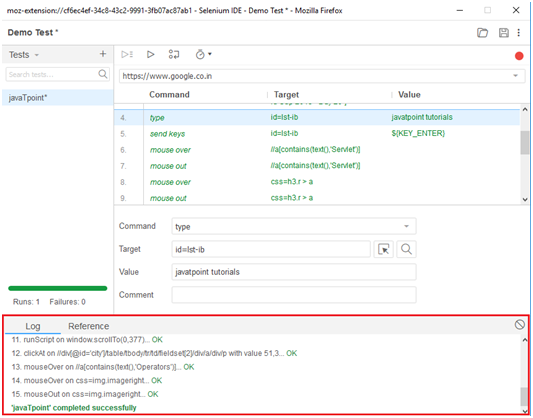 moz-extension://cf6ec4ef-34c8-43c2-9991-3fb07ac87ab1 - Selenium IDE - Demo Test * - Mozilla Firefox
Demo Test *
Tests
Search tests...
javaTpoint*
https://www.google.co.in
Command Target Value
4. type id=lst-ib javatpoint tutorials
5. send keys id=lst-ib ${KEY_ENTER}
6. mouse over //a[contains(text(),'Servlet')]
7. mouse out //a[contains(text(),'Servlet')]
8. mouse over css=h3.r > a
9. mouse out css=h3.r > a
Command type
Target id=lst-ib
Value javatpoint tutorials
Comment
Runs: 1 Failures: 0
Log Reference
11. runScript on window.scrollTo(0,377)... OK
12. clickAt on //div[@id='city']/table/tbody/tr/td/fieldset[2]/div/a/div/p with value 51,3... OK
13. mouseOver on //a[contains(text(),'Operators')]... OK
14. mouseOver on css=img.imageright... OK
15. mouseOut on css=img.imageright... OK
'javaTpoint' completed successfully